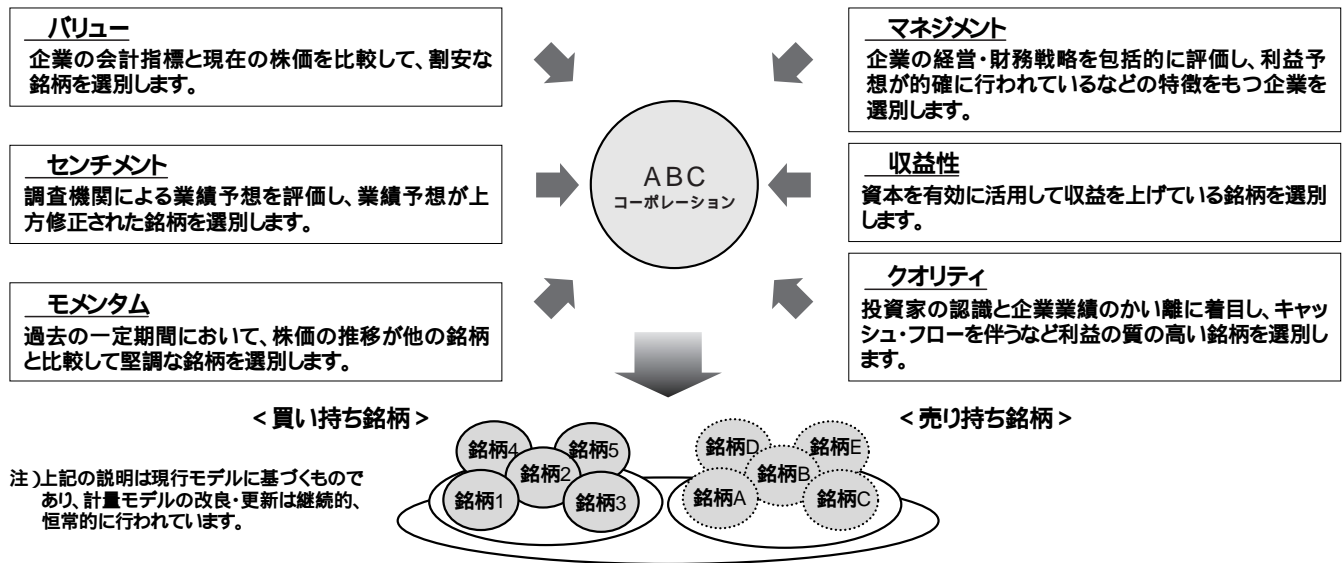 バリュー
企業の会計指標と現在の株価を比較して、割安な
銘柄を選別します。
センチメント
調査機関による業績予想を評価し、業績予想が上
方修正された銘柄を選別します。
モメンタム
過去の一定期間において、株価の推移が他の銘柄
と比較して堅調な銘柄を選別します。
ABC
コーポレーション
マネジメント
企業の経営・財務戦略を包括的に評価し、利益予
想が的確に行われているなどの特徴をもつ企業を
選別します。
収益性
資本を有効に活用して収益を上げている銘柄を選別
します。
クオリティ
投資家の認識と企業業績のかい離に着目し、キャッ
シュ・フローを伴うなど利益の質の高い銘柄を選別し
ます。
<買い持ち銘柄>
<売り持ち銘柄>
銘柄4
銘柄5
銘柄2
銘柄1
銘柄3
銘柄D
銘柄E
銘柄B
銘柄A
銘柄C
注)上記の説明は現行モデルに基づくもので
あり、計量モデルの改良・更新は継続的、
恒常的に行われています。